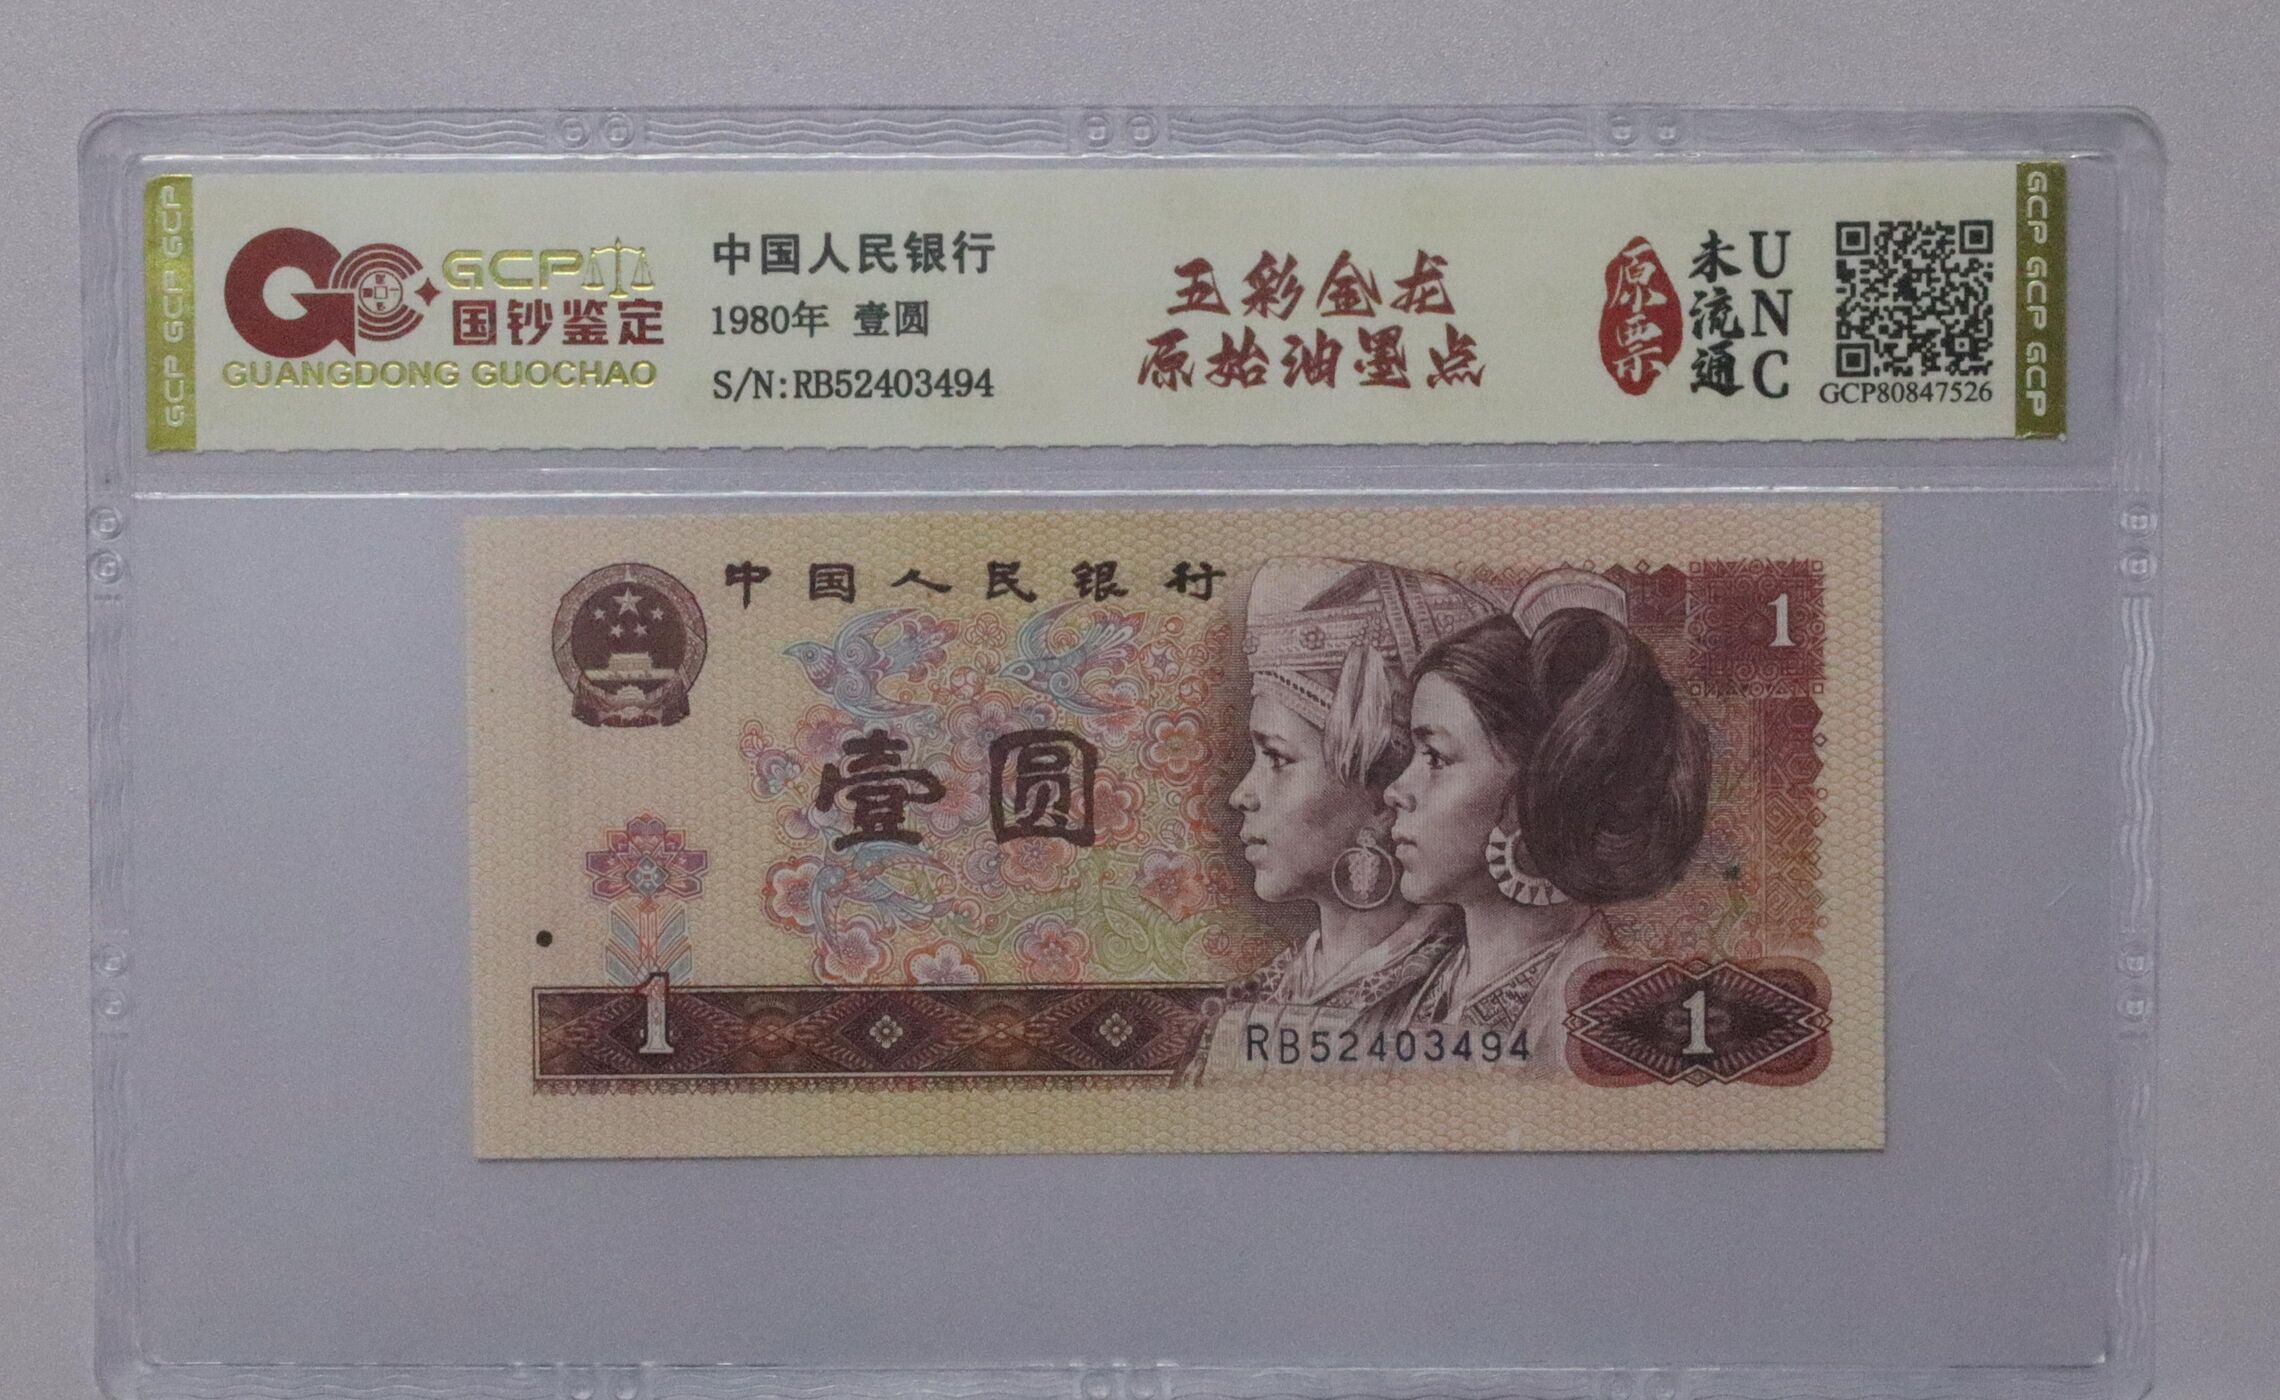 GCP
国钞鉴定
GUANGDONG GUOCHAO
中国人民银行
1980年 壹圆
S/N:RB52403494
五彩金龙
原始油墨点
原票
未流通
UNC
GCP80847526
GCP GCP GCP GCP
GCP GCP GCP
中国人民银行
1
壹圆
1
RB52403494
1